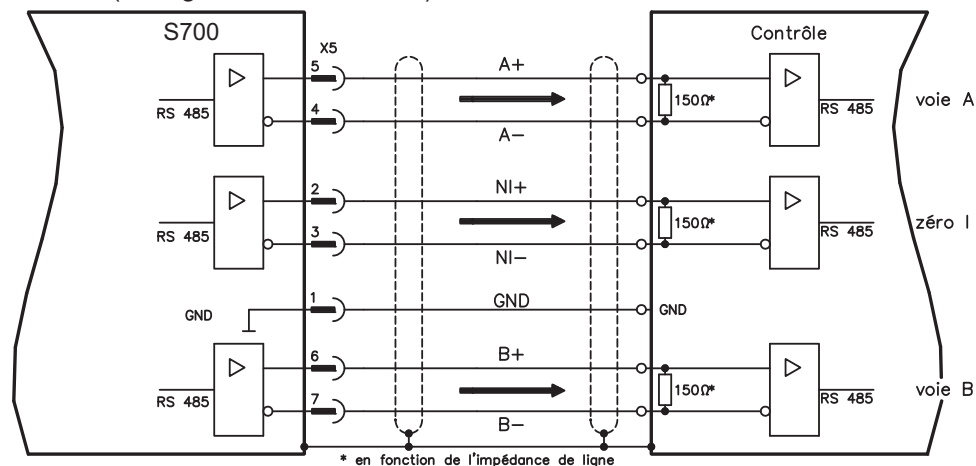 S700
X5
Contrôle
5
A+
RS 485
150Ω*
RS 485
voie A
4
A-
2
NI+
RS 485
150Ω*
RS 485
zéro I
3
NI-
1
GND
GND
GND
6
B+
RS 485
150Ω*
RS 485
voie B
7
B-
* en fonction de l'impédance de ligne